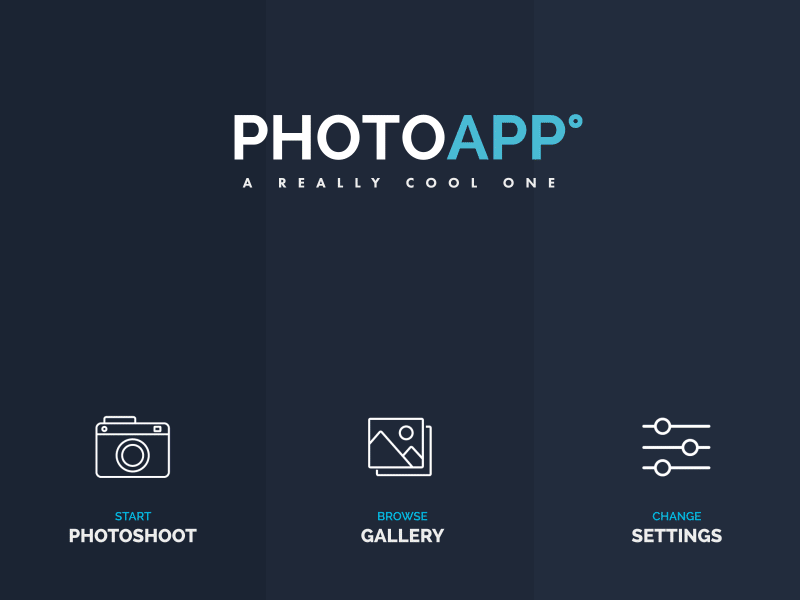 PHOTOAPP°
A REALLY COOL ONE
START
PHOTOSHOOT
BROWSE
GALLERY
CHANGE
SETTINGS